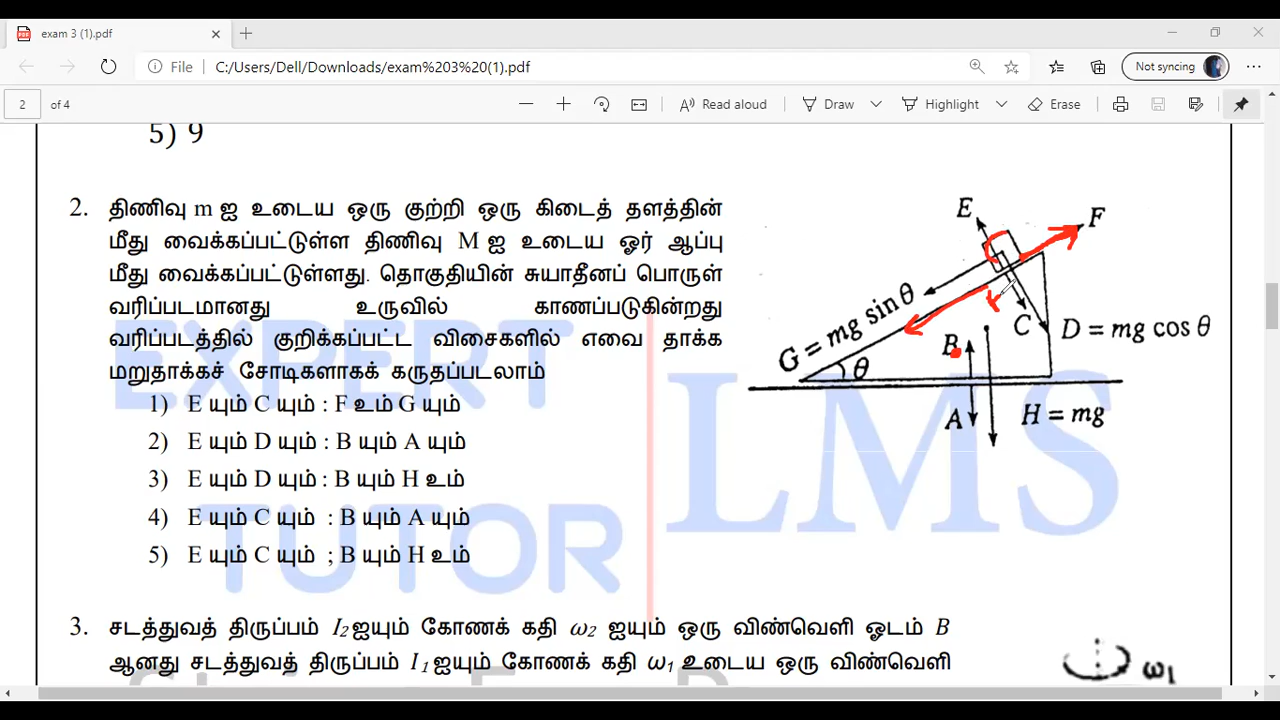 exam 3 (1).pdf
File
C:/Users/Dell/Downloads/exam%203%20(1).pdf
Not syncing
2 of 4
Read aloud
Draw
Highlight
Erase
5) 9
2. திணிவு m ஐ உடைய ஒரு குற்றி ஒரு கிடைத் தளத்தின்
மீது வைக்கப்பட்டுள்ள திணிவு M ஐ உடைய ஓர் ஆப்பு
மீது வைக்கப்பட்டுள்ளது. தொகுதியின் சுயாதீனப் பொருள்
வரிப்படமானது உருவில் காணப்படுகின்றது
வரிப்படத்தில் குறிக்கப்பட்ட விசைகளில் எவை தாக்க
மறுதாக்கச் சோடிகளாகக் கருதப்படலாம்
1) E யும் C யும் : F உம் G யும்
2) E யும் D யும் : B யும் A யும்
3) E யும் D யும் : B யும் H உம்
4) E யும் C யும் : B யும் A யும்
5) E யும் C யும் ; B யும் H உம்
E
F
G = mg sinθ
C
D = mg cos θ
B
θ
A
H = mg
EXPERT
TUTOR
LMS
3. சடத்துவத் திருப்பம் I2ஐயும் கோணக் கதி ω2 ஐயும் ஒரு விண்வெளி ஓடம் B
ஆனது சடத்துவத் திருப்பம் I1ஐயும் கோணக் கதி ω1 உடைய ஒரு விண்வெளி
ω1